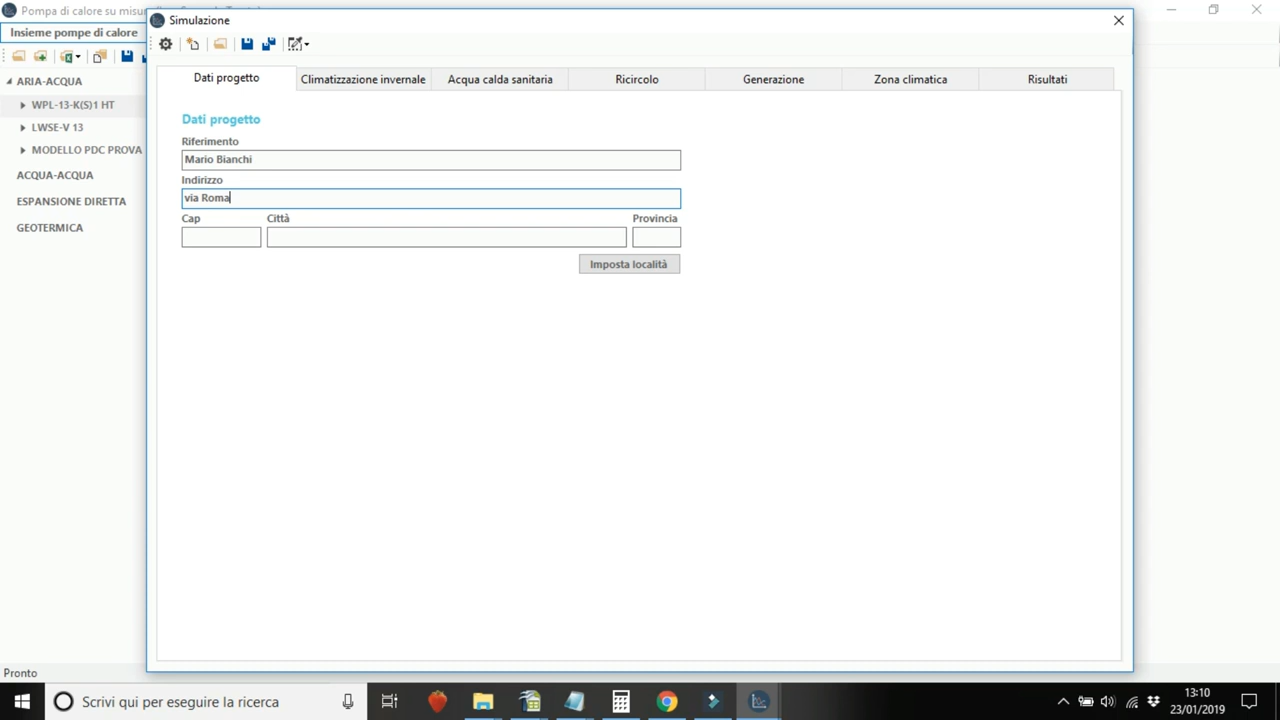 Pompa di calore su misura
Simulazione
Insieme pompe di calore
ARIA-ACQUA
WPL-13-K(S)1 HT
LWSE-V 13
MODELLO PDC PROVA
ACQUA-ACQUA
ESPANSIONE DIRETTA
GEOTERMICA
Dati progetto
Climatizzazione invernale
Acqua calda sanitaria
Ricircolo
Generazione
Zona climatica
Risultati
Dati progetto
Riferimento
Mario Bianchi
Indirizzo
via Roma
Cap
Città
Provincia
Imposta località
Pronto
Scrivi qui per eseguire la ricerca
13:10
23/01/2019